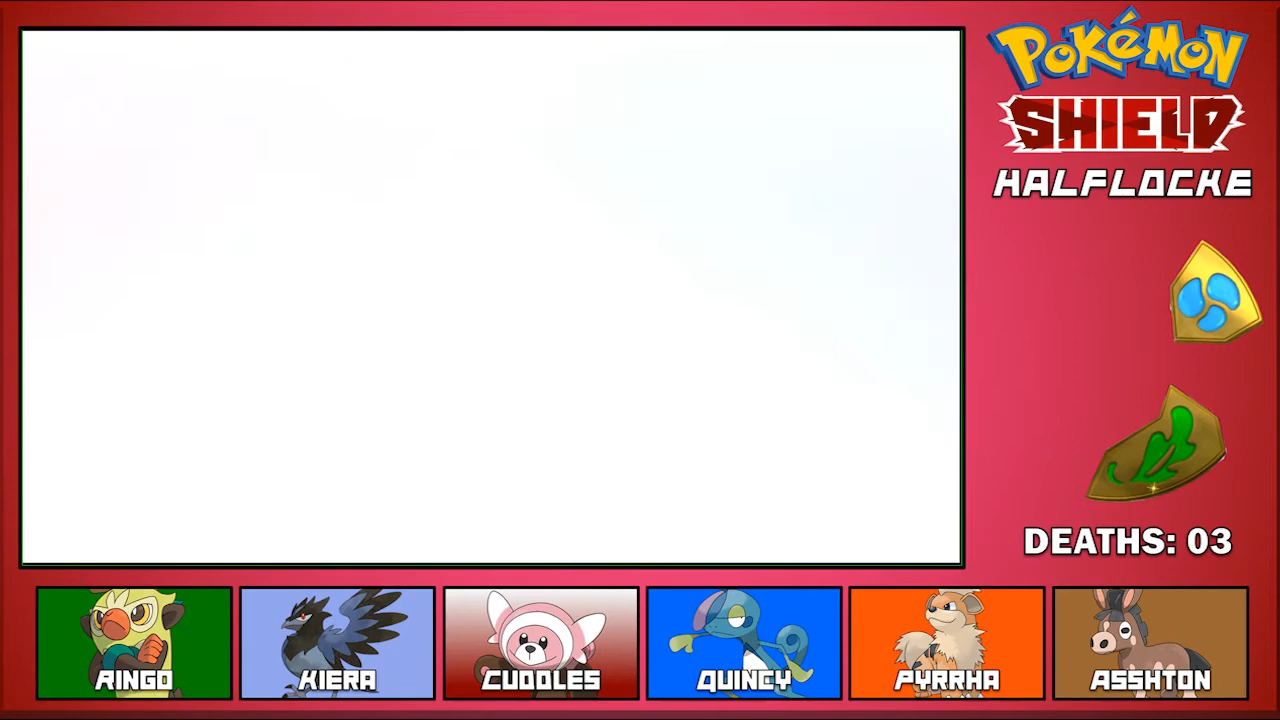 POKÉMON
SHIELD
HALFLOCKE
DEATHS: 03
RINGO
KIERA
CUDDLES
QUINCY
PYRRHA
ASSHTON